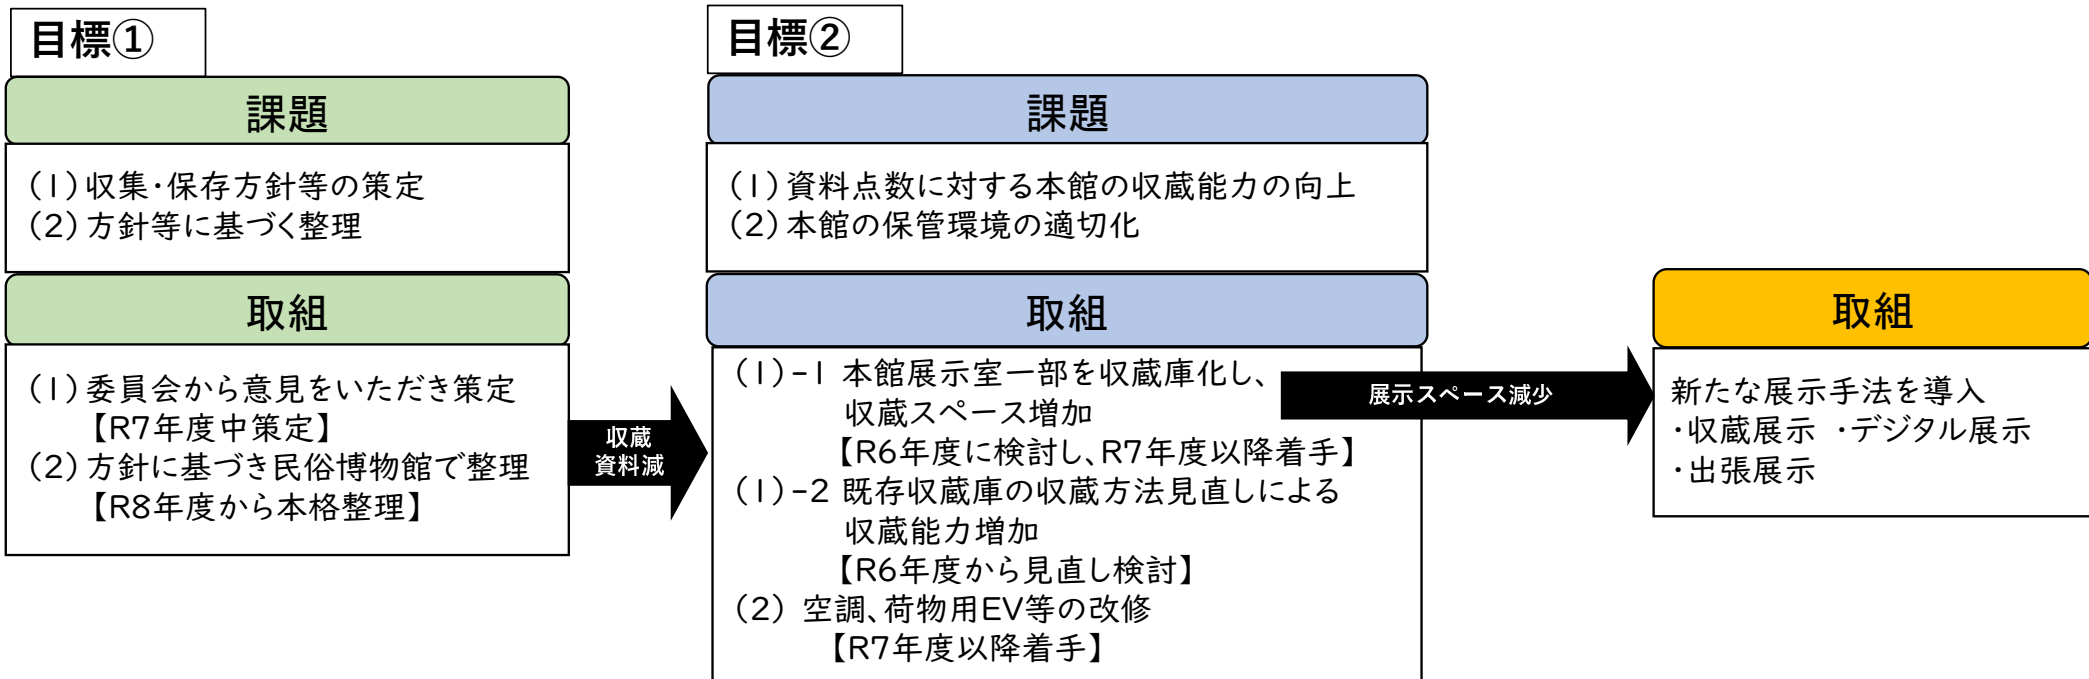 目標①
課題
(1)収集・保存方針等の策定
(2)方針等に基づく整理
取組
(1)委員会から意見をいただき策定
【R7年度中策定】
(2)方針に基づき民俗博物館で整理
【R8年度から本格整理】
収蔵
資料減
目標②
課題
(1)資料点数に対する本館の収蔵能力の向上
(2)本館の保管環境の適切化
取組
(1)-1 本館展示室一部を収蔵庫化し、
収蔵スペース増加
【R6年度に検討し、R7年度以降着手】
(1)-2 既存収蔵庫の収蔵方法見直しによる
収蔵能力増加
【R6年度から見直し検討】
(2) 空調、荷物用EV等の改修
【R7年度以降着手】
展示スペース減少
取組
新たな展示手法を導入
・収蔵展示 ・デジタル展示
・出張展示